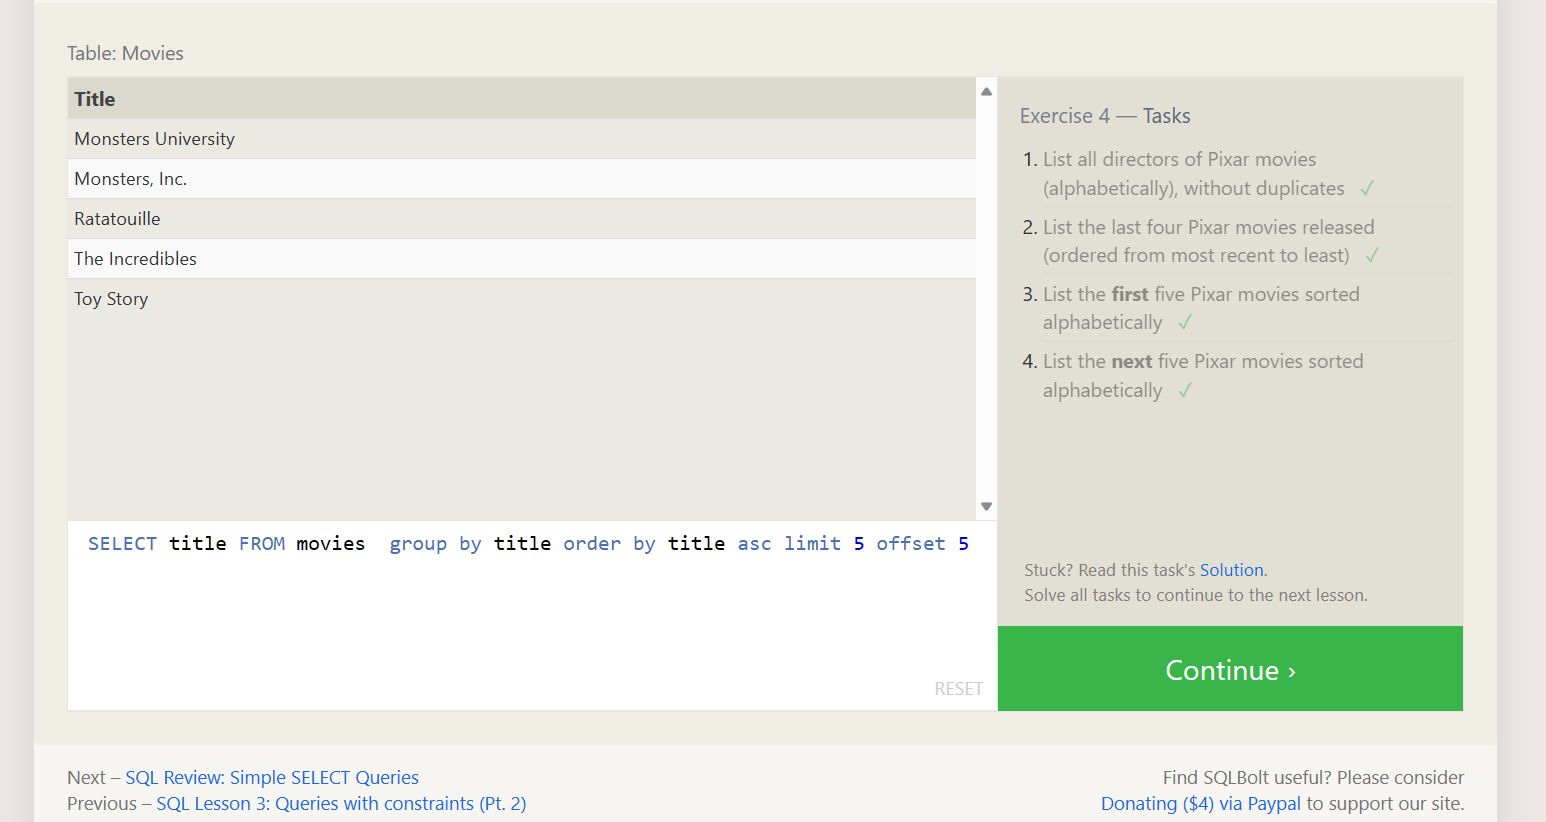 Table: Movies
Title
Monsters University
Monsters, Inc.
Ratatouille
The Incredibles
Toy Story
SELECT title FROM movies  group by title order by title asc limit 5 offset 5
RESET
Exercise 4 — Tasks
1. List all directors of Pixar movies
(alphabetically), without duplicates ✓
2. List the last four Pixar movies released
(ordered from most recent to least) ✓
3. List the first five Pixar movies sorted
alphabetically ✓
4. List the next five Pixar movies sorted
alphabetically ✓
Stuck? Read this task's Solution.
Solve all tasks to continue to the next lesson.
Continue ›
Next – SQL Review: Simple SELECT Queries
Previous – SQL Lesson 3: Queries with constraints (Pt. 2)
Find SQLBolt useful? Please consider
Donating ($4) via Paypal to support our site.